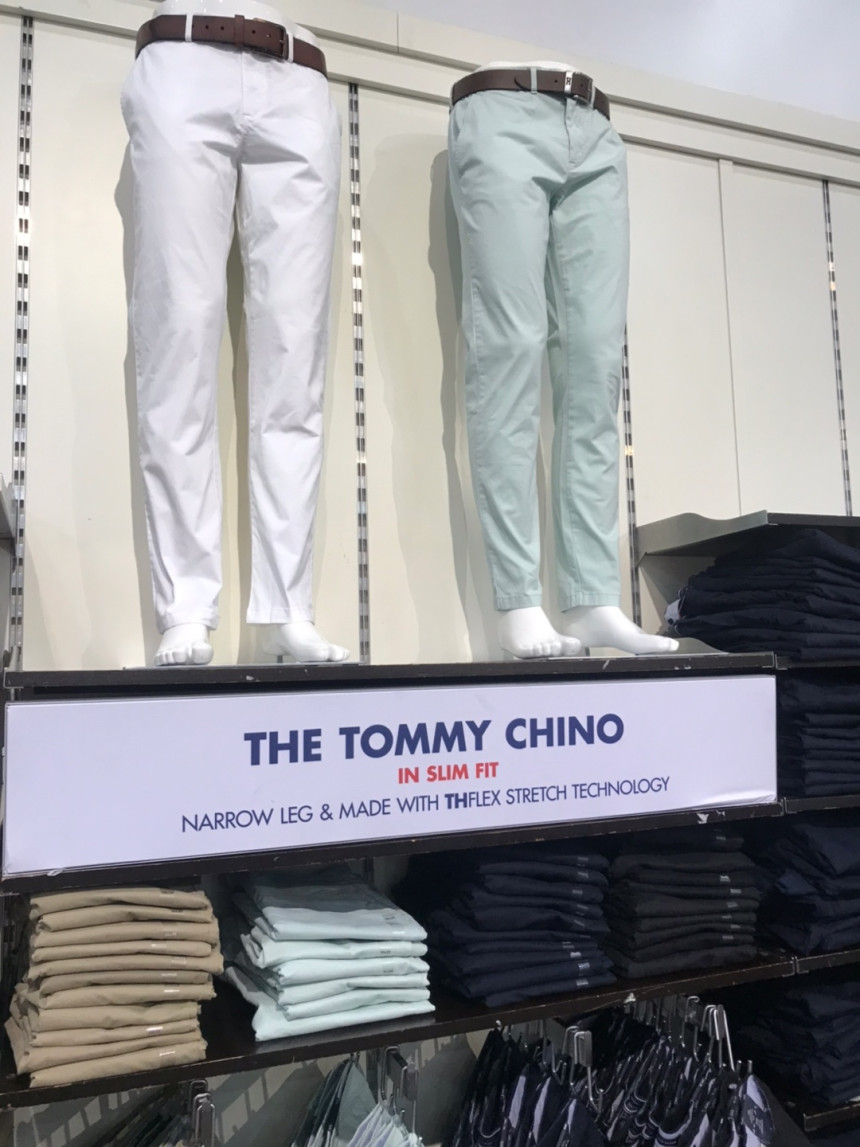 THE TOMMY CHINO
IN SLIM FIT
NARROW LEG & MADE WITH THFLEX STRETCH TECHNOLOGY